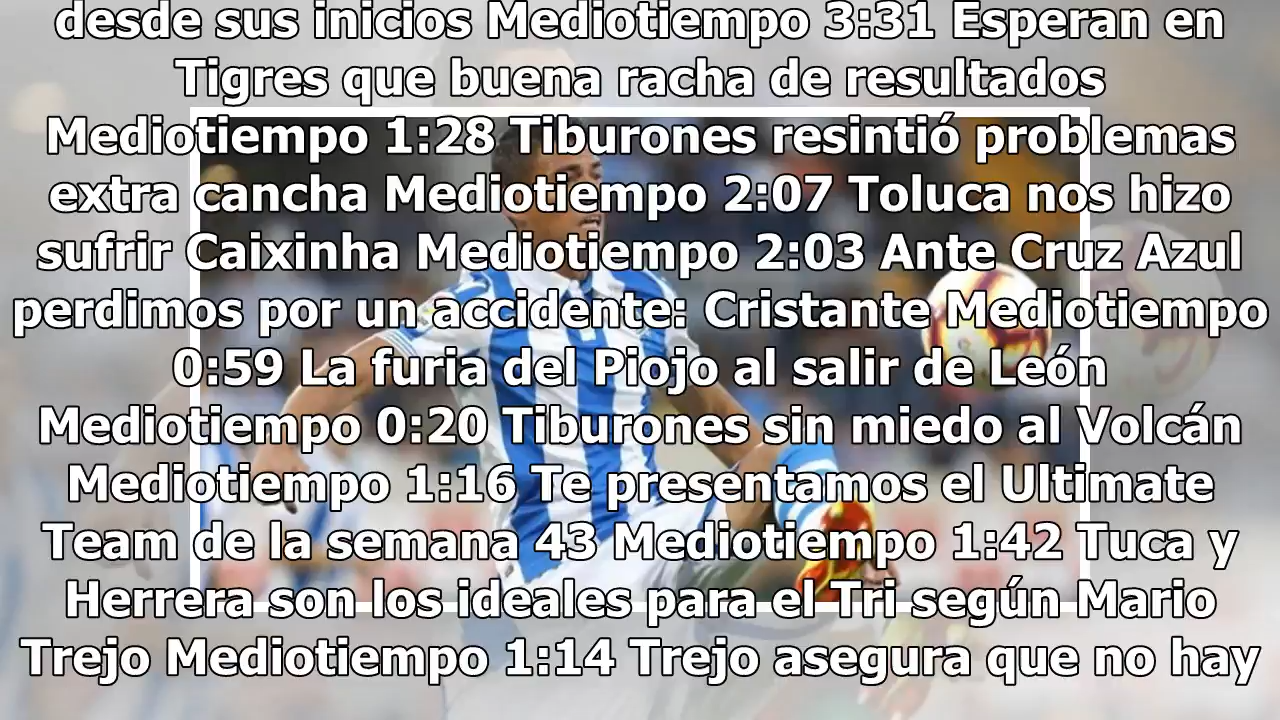 desde sus inicios Mediotiempo 3:31 Esperan en
Tigres que buena racha de resultados
Mediotiempo 1:28 Tiburones resintió problemas
extra cancha Mediotiempo 2:07 Toluca nos hizo
sufrir Caixinha Mediotiempo 2:03 Ante Cruz Azul
perdimos por un accidente: Cristante Mediotiempo
0:59 La furia del Piojo al salir de León
Mediotiempo 0:20 Tiburones sin miedo al Volcán
Mediotiempo 1:16 Te presentamos el Ultimate
Team de la semana 43 Mediotiempo 1:42 Tuca y
Herrera son los ideales para el Tri según Mario
Trejo Mediotiempo 1:14 Trejo asegura que no hay